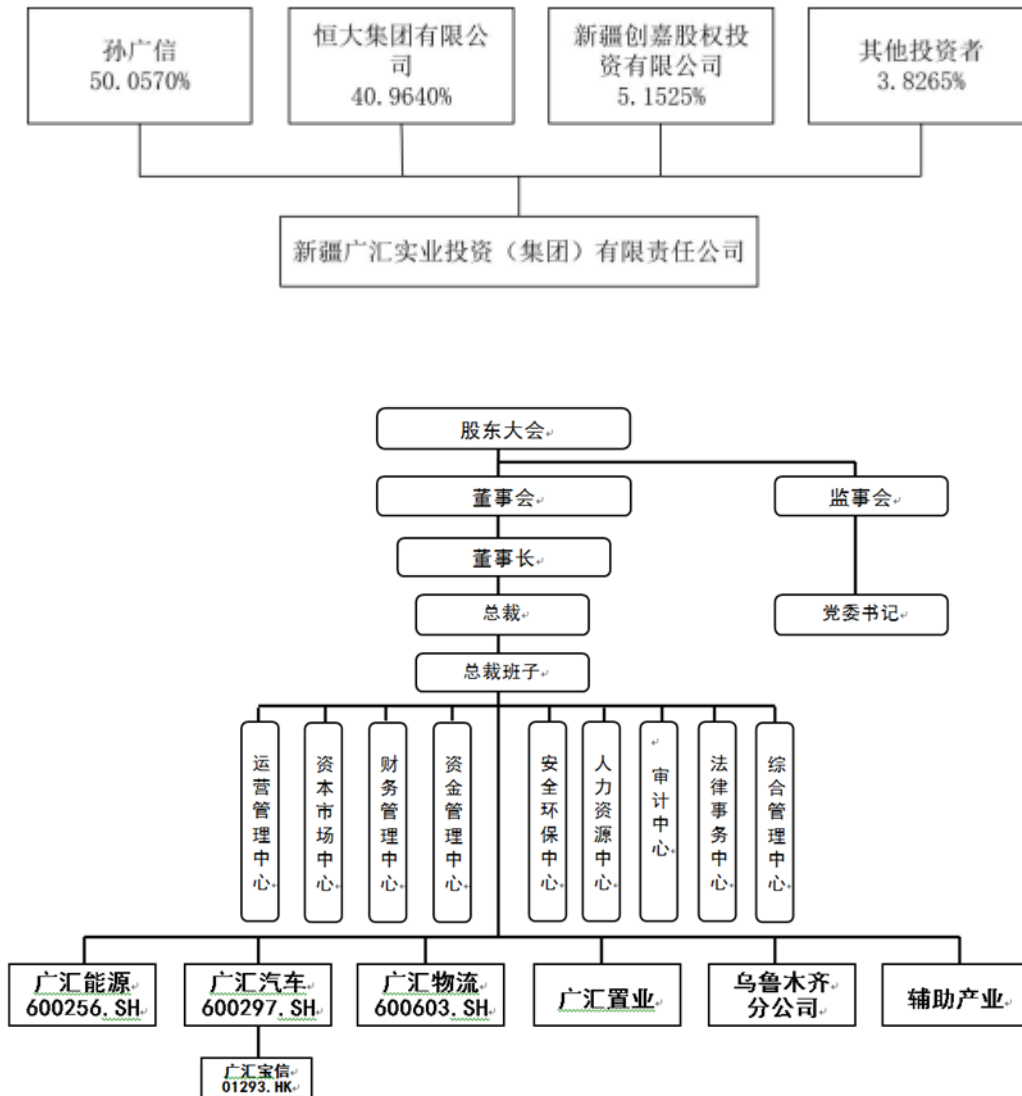 孙广信
50.0570%
恒大集团有限公
司
40.9640%
新疆创嘉股权投
资有限公司
5.1525%
其他投资者
3.8265%
新疆广汇实业投资（集团）有限责任公司
股东大会
董事会
监事会
董事长
总裁
党委书记
总裁班子
运营管理中心
资本市场中心
财务管理中心
资金管理中心
安全环保中心
人力资源中心
审计中心
法律事务中心
综合管理中心
广汇能源
600256.SH
广汇汽车
600297.SH
广汇物流
600603.SH
广汇置业
乌鲁木齐
分公司
辅助产业
广汇宝信
01293.HK